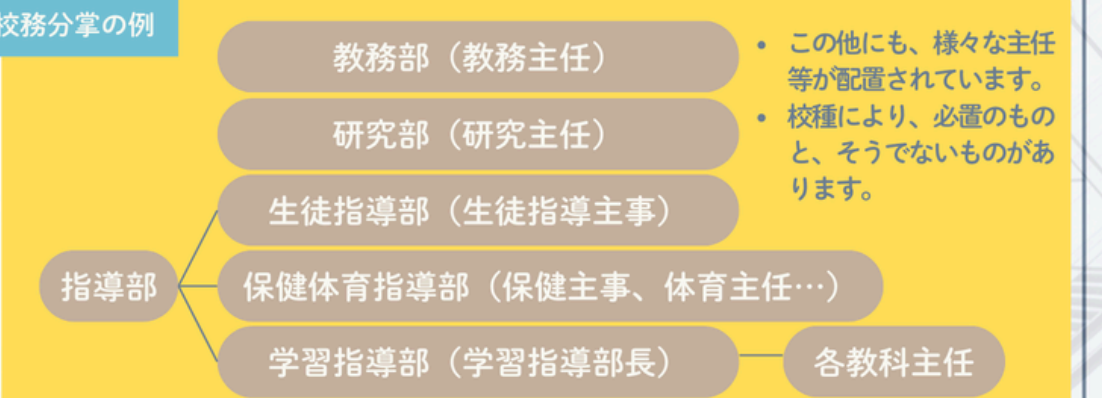 校務分掌の例
教務部（教務主任）
研究部（研究主任）
生徒指導部（生徒指導主事）
指導部
保健体育指導部（保健主事、体育主任…）
学習指導部（学習指導部長）
各教科主任
• この他にも、様々な主任
等が配置されています。
• 校種により、必置のもの
と、そうでないものがあ
ります。